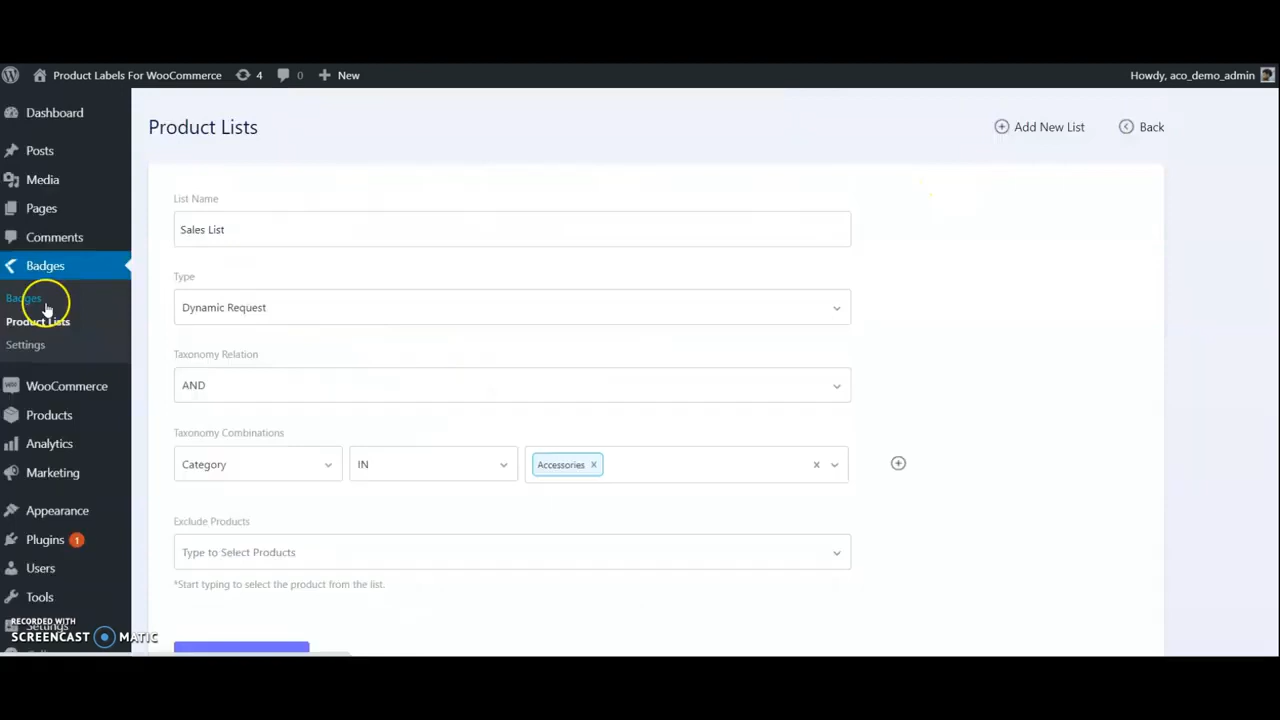 Product Labels For WooCommerce 4 0 New Howdy, aco_demo_admin
Dashboard
Posts
Media
Pages
Comments
Badges
Badges
Product Lists
Settings
WooCommerce
Products
Analytics
Marketing
Appearance
Plugins 1
Users
Tools
Settings
RECORDED WITH
SCREENCAST MATIC
Product Lists
Add New List Back
List Name
Sales List
Type
Dynamic Request
Taxonomy Relation
AND
Taxonomy Combinations
Category IN Accessories
Exclude Products
Type to Select Products
*Start typing to select the product from the list.